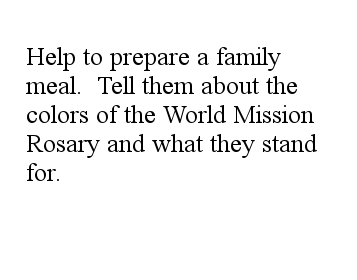 Help to prepare a family
meal.  Tell them about the
colors of the World Mission
Rosary and what they stand
for.